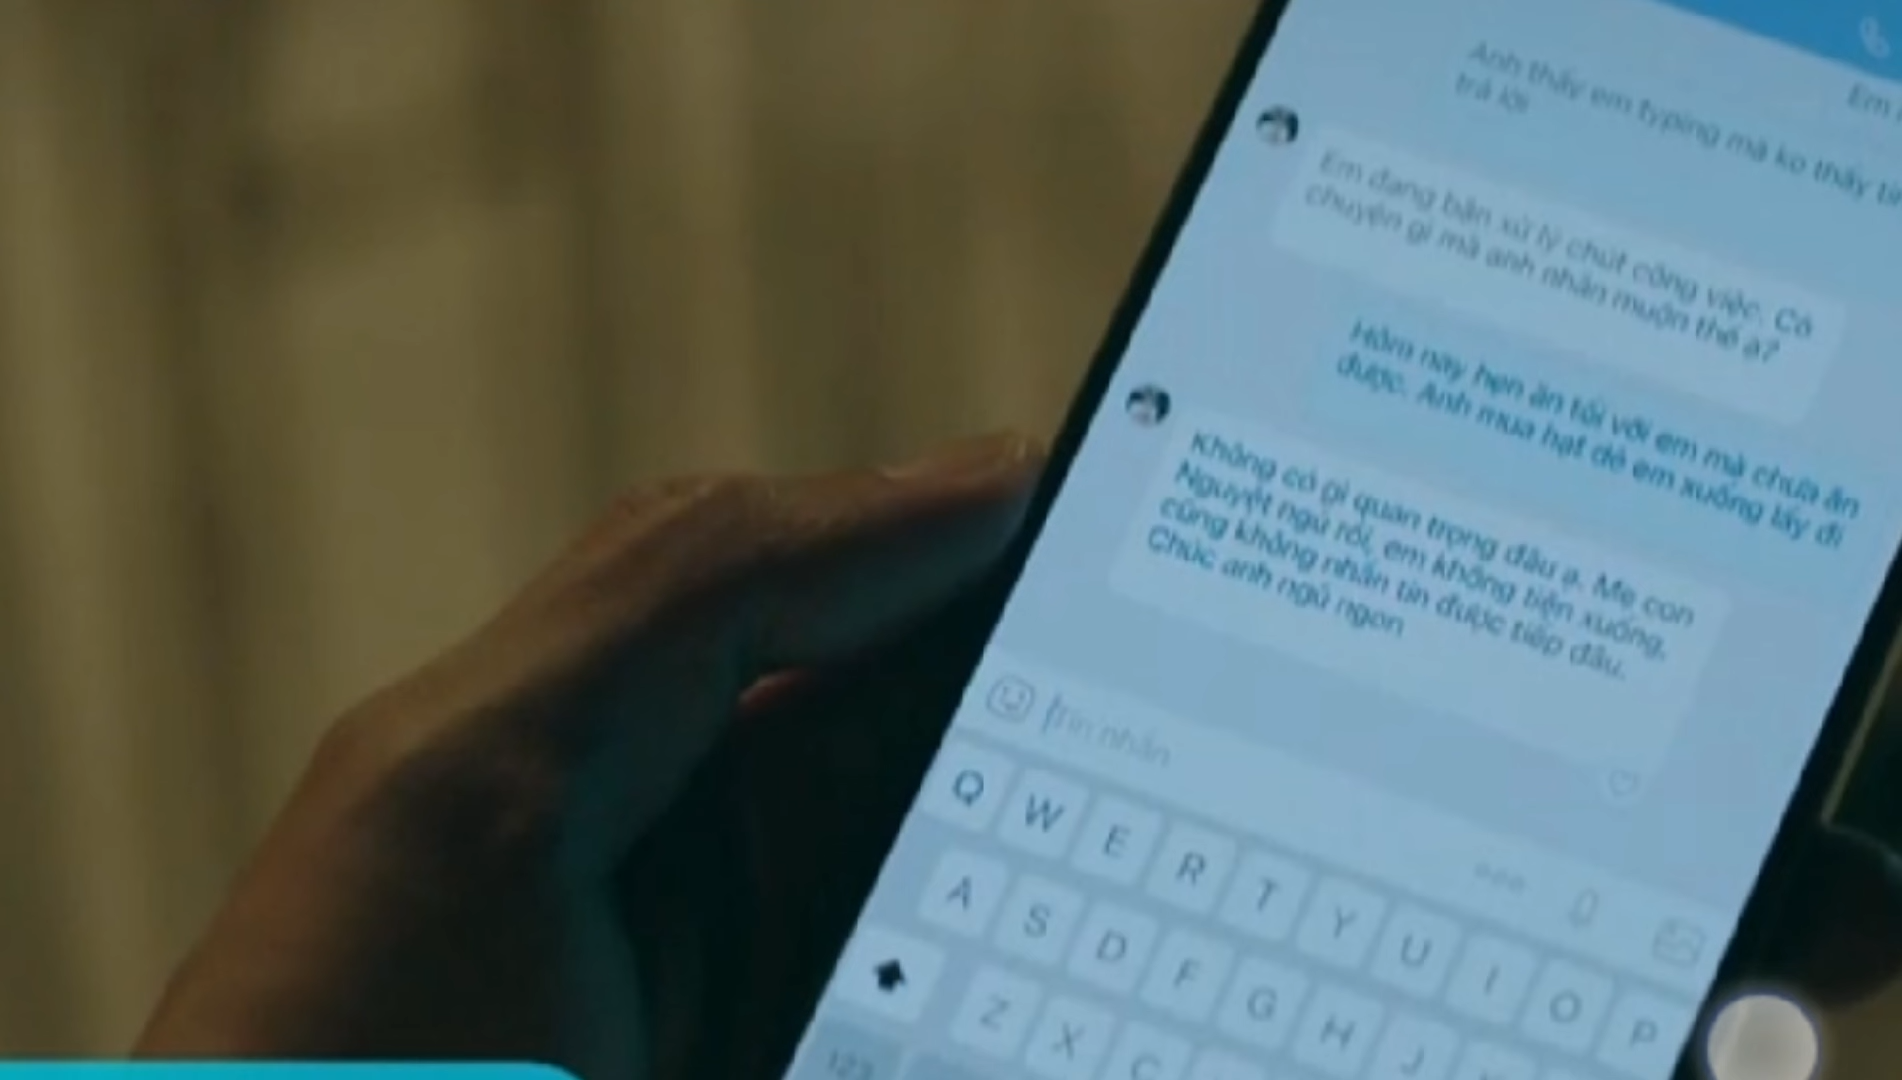 Em
Anh thấy em typing mà ko thấy
trả lời
Em đang bận xử lý chút công việc. Có
chuyện gì mà anh nhắn muộn thế ạ?
Hôm nay hẹn ăn tối với em mà chưa ăn
được. Anh mua hạt dẻ em xuống lấy đi
Không có gì quan trọng đâu ạ. Mẹ con
Nguyệt ngủ rồi, em không tiện xuống,
cũng không nhắn tin được tiếp đâu.
Chúc anh ngủ ngon
Tin nhắn
Q W E R T Y U I O P
A S D F G H J
Z X C
123